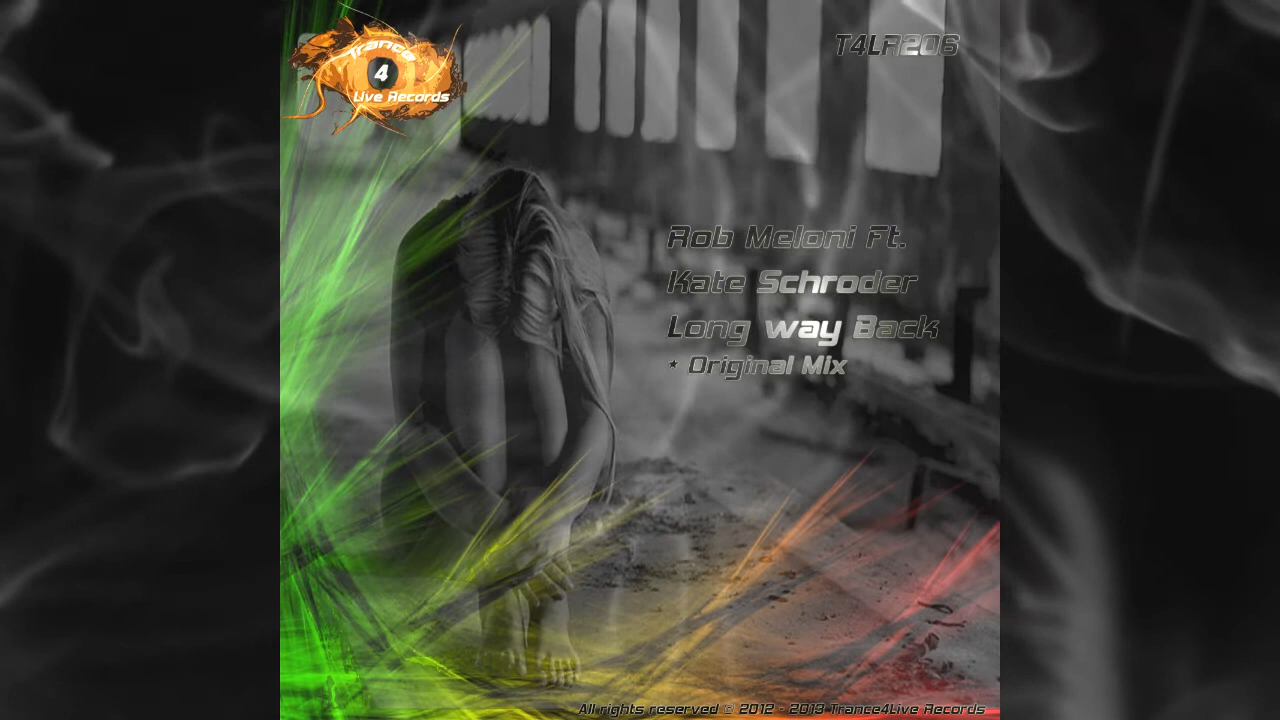 Trance
4
Live Records
T4LR206
Rob Meloni Ft.
Kate Schroder
Long way Back
* Original Mix
All rights reserved © 2012 - 2019 Trance4Live Records